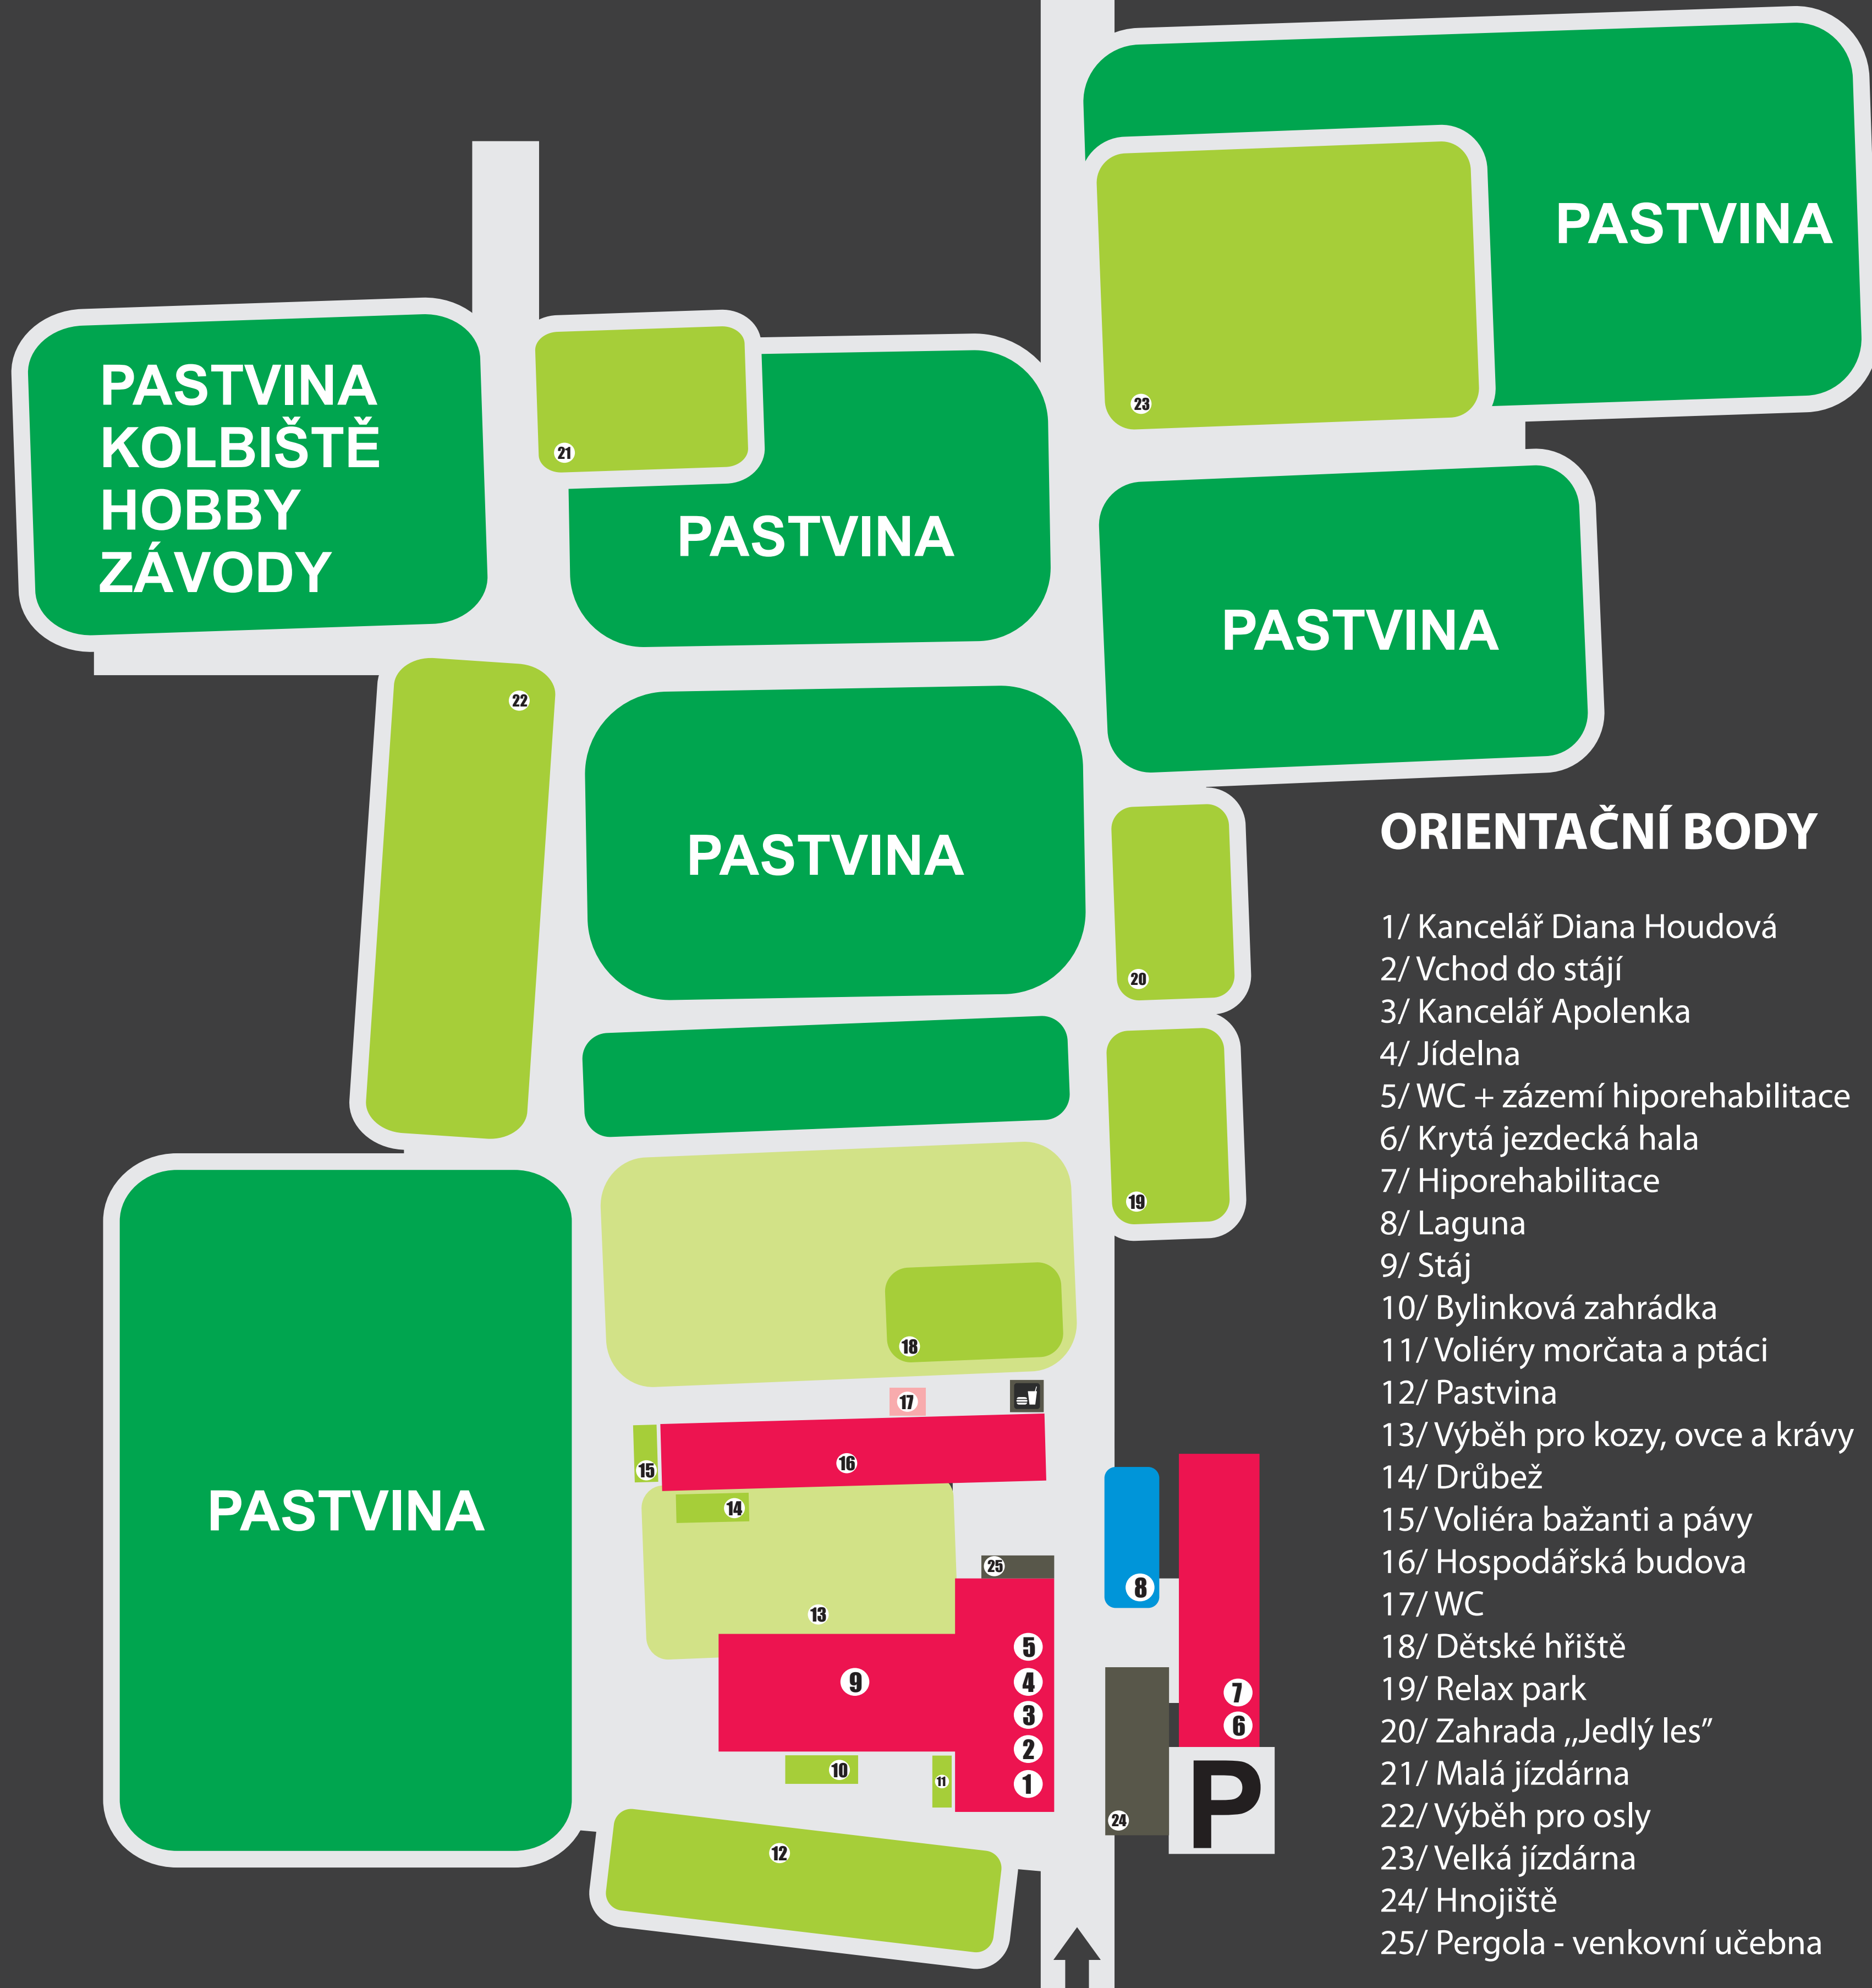 PASTVINA
23
PASTVINA
KOLBIŠTĚ
HOBBY
ZÁVODY
21
PASTVINA
PASTVINA
22
PASTVINA
20
19
18
17
16
15
14
25
13
8
PASTVINA
5
4
3
2
1
9
7
6
10
11
P
24
12
ORIENTAČNÍ BODY
1/ Kancelář Diana Houdová
2/ Vchod do stájí
3/ Kancelář Apolenka
4/ Jídelna
5/ WC + zázemí hiporehabilitace
6/ Krytá jezdecká hala
7/ Hiporehabilitace
8/ Laguna
9/ Stáj
10/ Bylinková zahrádka
11/ Voliéry morčata a ptáci
12/ Pastvina
13/ Výběh pro kozy, ovce a krávy
14/ Drůbež
15/ Voliéra bažanti a pávy
16/ Hospodářská budova
17/ WC
18/ Dětské hřiště
19/ Relax park
20/ Zahrada ,,Jedlý les”
21/ Malá jízdárna
22/ Výběh pro osly
23/ Velká jízdárna
24/ Hnojiště
25/ Pergola - venkovní učebna